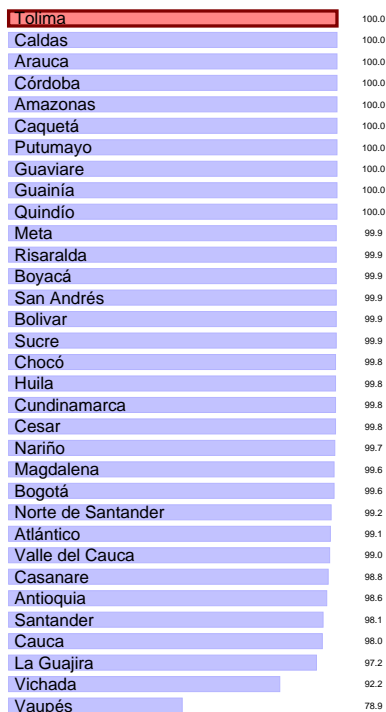 Tolima 100.0
Caldas 100.0
Arauca 100.0
Córdoba 100.0
Amazonas 100.0
Caquetá 100.0
Putumayo 100.0
Guaviare 100.0
Guainía 100.0
Quindío 100.0
Meta 99.9
Risaralda 99.9
Boyacá 99.9
San Andrés 99.9
Bolivar 99.9
Sucre 99.9
Chocó 99.8
Huila 99.8
Cundinamarca 99.8
Cesar 99.8
Nariño 99.7
Magdalena 99.6
Bogotá 99.6
Norte de Santander 99.2
Atlántico 99.1
Valle del Cauca 99.0
Casanare 98.8
Antioquia 98.6
Santander 98.1
Cauca 98.0
La Guajira 97.2
Vichada 92.2
Vaupés 78.9